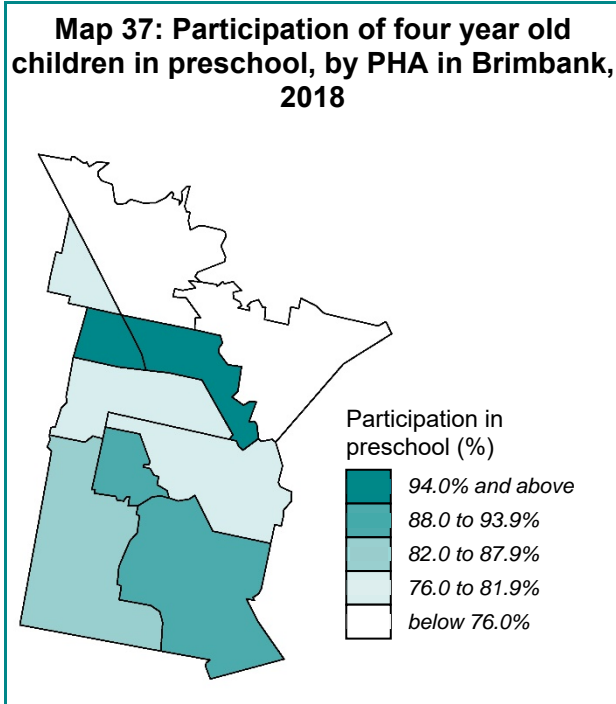 Map 37: Participation of four year old
children in preschool, by PHA in Brimbank,
2018
Participation in
preschool (%)
94.0% and above
88.0 to 93.9%
82.0 to 87.9%
76.0 to 81.9%
below 76.0%